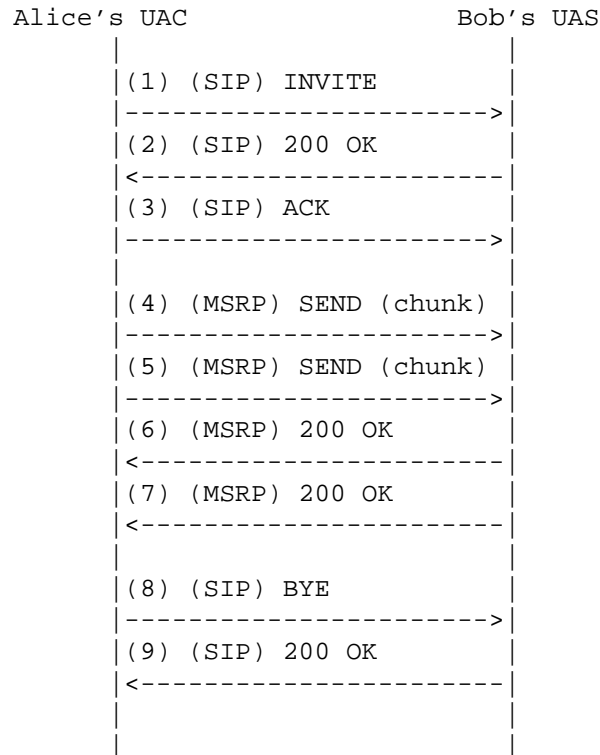 Alice's UAC                 Bob's UAS
(1) (SIP) INVITE
----------------------->
(2) (SIP) 200 OK
<-----------------------
(3) (SIP) ACK
----------------------->
(4) (MSRP) SEND (chunk)
----------------------->
(5) (MSRP) SEND (chunk)
----------------------->
(6) (MSRP) 200 OK
<-----------------------
(7) (MSRP) 200 OK
<-----------------------
(8) (SIP) BYE
----------------------->
(9) (SIP) 200 OK
<-----------------------